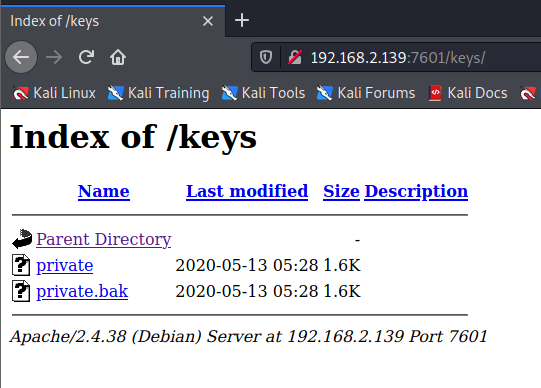 Index of /keys
192.168.2.139:7601/keys/
Kali Linux Kali Training Kali Tools Kali Forums Kali Docs
Index of /keys
Name Last modified Size Description
Parent Directory -
private 2020-05-13 05:28 1.6K
private.bak 2020-05-13 05:28 1.6K
Apache/2.4.38 (Debian) Server at 192.168.2.139 Port 7601